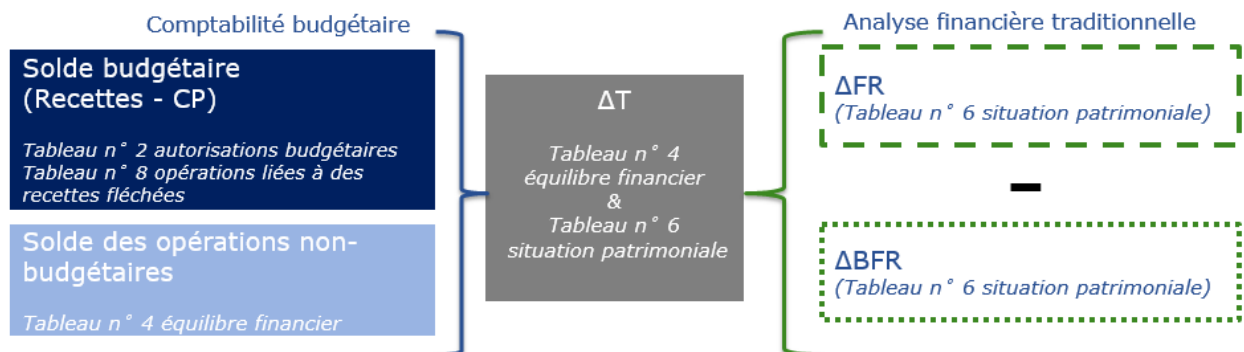 Comptabilité budgétaire
Solde budgétaire
(Recettes - CP)
Tableau n° 2 autorisations budgétaires
Tableau n° 8 opérations liées à des
recettes fléchées
Solde des opérations non-
budgétaires
Tableau n° 4 équilibre financier
ΔT
Tableau n° 4
équilibre financier
&
Tableau n° 6
situation patrimoniale
Analyse financière traditionnelle
ΔFR
(Tableau n° 6 situation patrimoniale)
–
ΔBFR
(Tableau n° 6 situation patrimoniale)